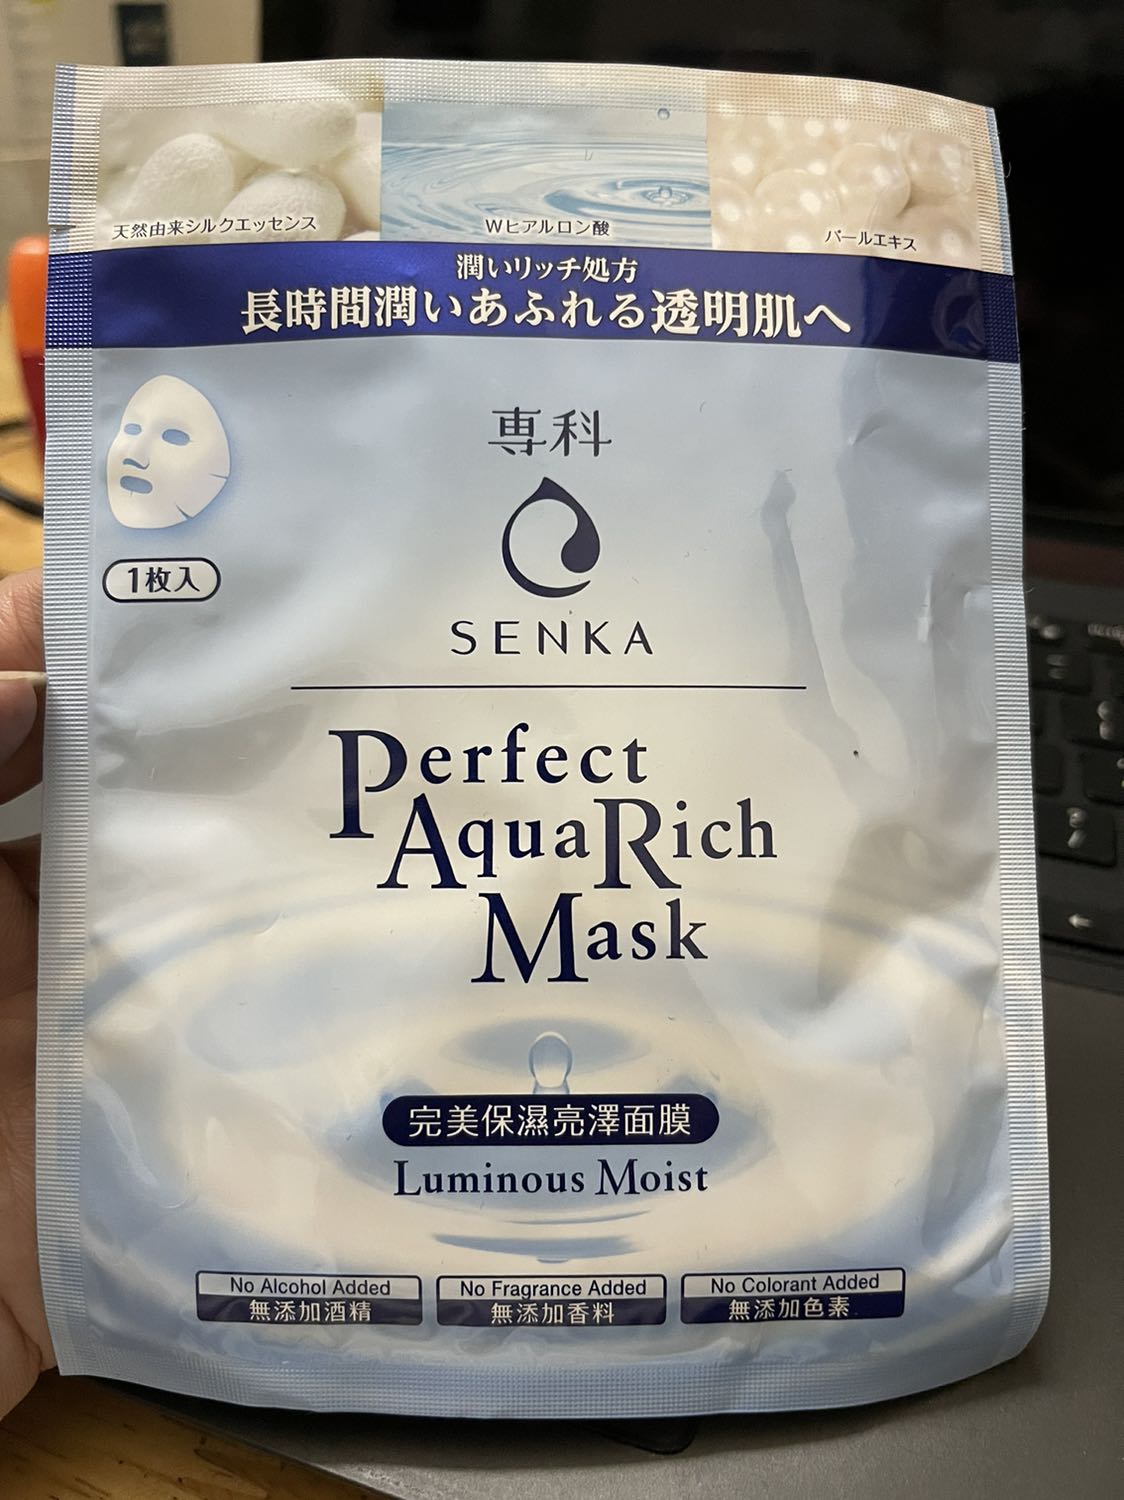 天然由来シルクエッセンス
Wヒアルロン酸
パールエキス
潤いリッチ処方
長時間潤いあふれる透明肌へ
専科
SENKA
1枚入
Perfect
AquaRich
Mask
完美保濕亮澤面膜
Luminous Moist
No Alcohol Added
無添加酒精
No Fragrance Added
無添加香料
No Colorant Added
無添加色素